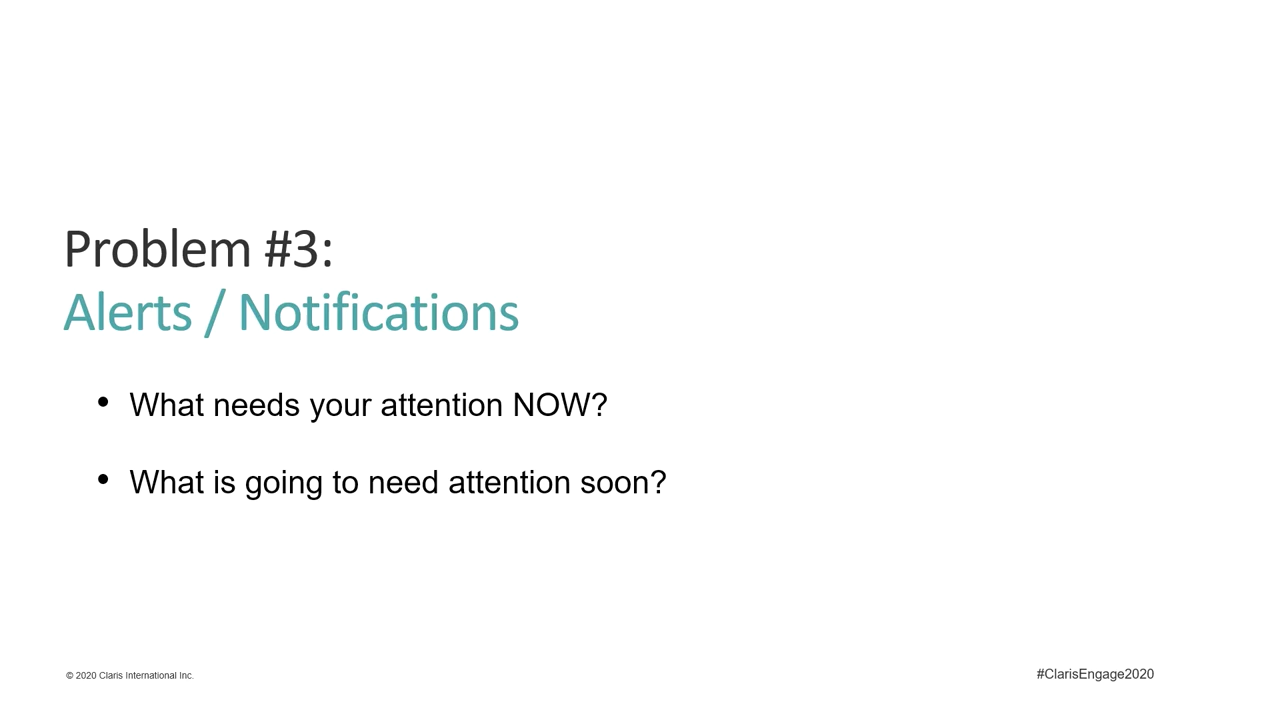 Problem #3:
Alerts / Notifications
• What needs your attention NOW?
• What is going to need attention soon?
© 2020 Claris International Inc.
#ClarisEngage2020